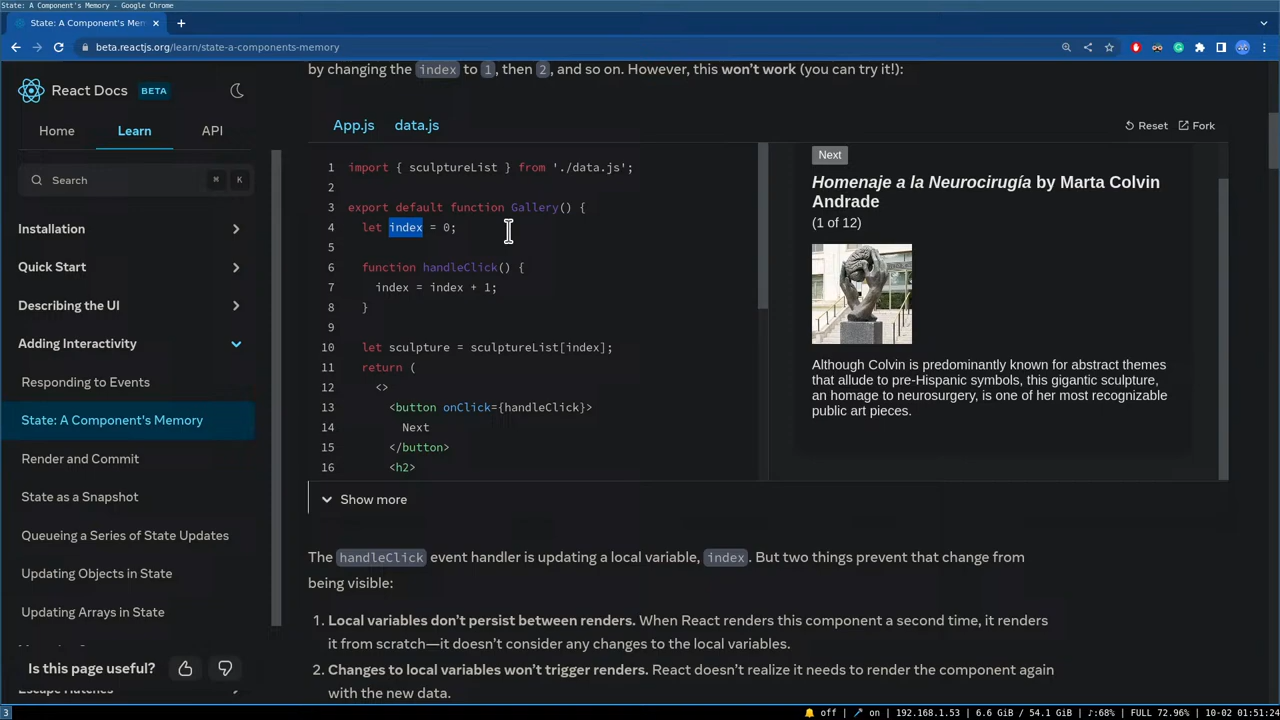 State: A Component's Memory - Google Chrome
State: A Component's Mem
beta.reactjs.org/learn/state-a-components-memory
React Docs BETA
Home Learn API
Search ⌘ K
Installation
Quick Start
Describing the UI
Adding Interactivity
Responding to Events
State: A Component's Memory
Render and Commit
State as a Snapshot
Queueing a Series of State Updates
Updating Objects in State
Updating Arrays in State
Is this page useful?
Escape Hatches
by changing the index to 1, then 2, and so on. However, this won't work (you can try it!):
App.js data.js Reset Fork
1 import { sculptureList } from './data.js';
2
3 export default function Gallery() {
4 let index = 0;
5
6 function handleClick() {
7 index = index + 1;
8 }
9
10 let sculpture = sculptureList[index];
11 return (
12 <>
13 <button onClick={handleClick}>
14 Next
15 </button>
16 <h2>
Next
Homenaje a la Neurocirugía by Marta Colvin
Andrade
(1 of 12)
Although Colvin is predominantly known for abstract themes
that allude to pre-Hispanic symbols, this gigantic sculpture,
an homage to neurosurgery, is one of her most recognizable
public art pieces.
Show more
The handleClick event handler is updating a local variable, index. But two things prevent that change from
being visible:
1. Local variables don't persist between renders. When React renders this component a second time, it renders
it from scratch—it doesn't consider any changes to the local variables.
2. Changes to local variables won't trigger renders. React doesn't realize it needs to render the component again
with the new data.
3 off | on | 192.168.1.53 | 6.6 GiB / 54.1 GiB | ♪:68% | FULL 72.96% | 10-02 01:51:24